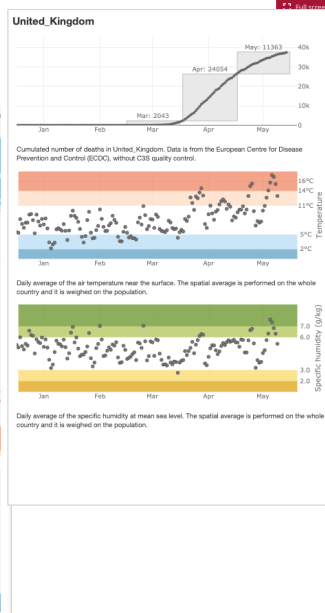 Full scree
United_Kingdom
May: 11363
40k
Apr: 24054
30k
20k
Mar: 2043
10k
0
Jan Feb Mar Apr May
Cumulated number of deaths in United_Kingdom. Data is from the European Centre for Disease
Prevention and Control (ECDC), without C3S quality control.
16°C
14°C
11°C
5°C
2°C
Temperature
Jan Feb Mar Apr May
Daily average of the air temperature near the surface. The spatial average is performed on the whole
country and it is weighed on the population.
7.0
6.0
3.0
2.0
Specific humidity (g/kg)
Jan Feb Mar Apr May
Daily average of the specific humidity at mean sea level. The spatial average is performed on the whole
country and it is weighed on the population.